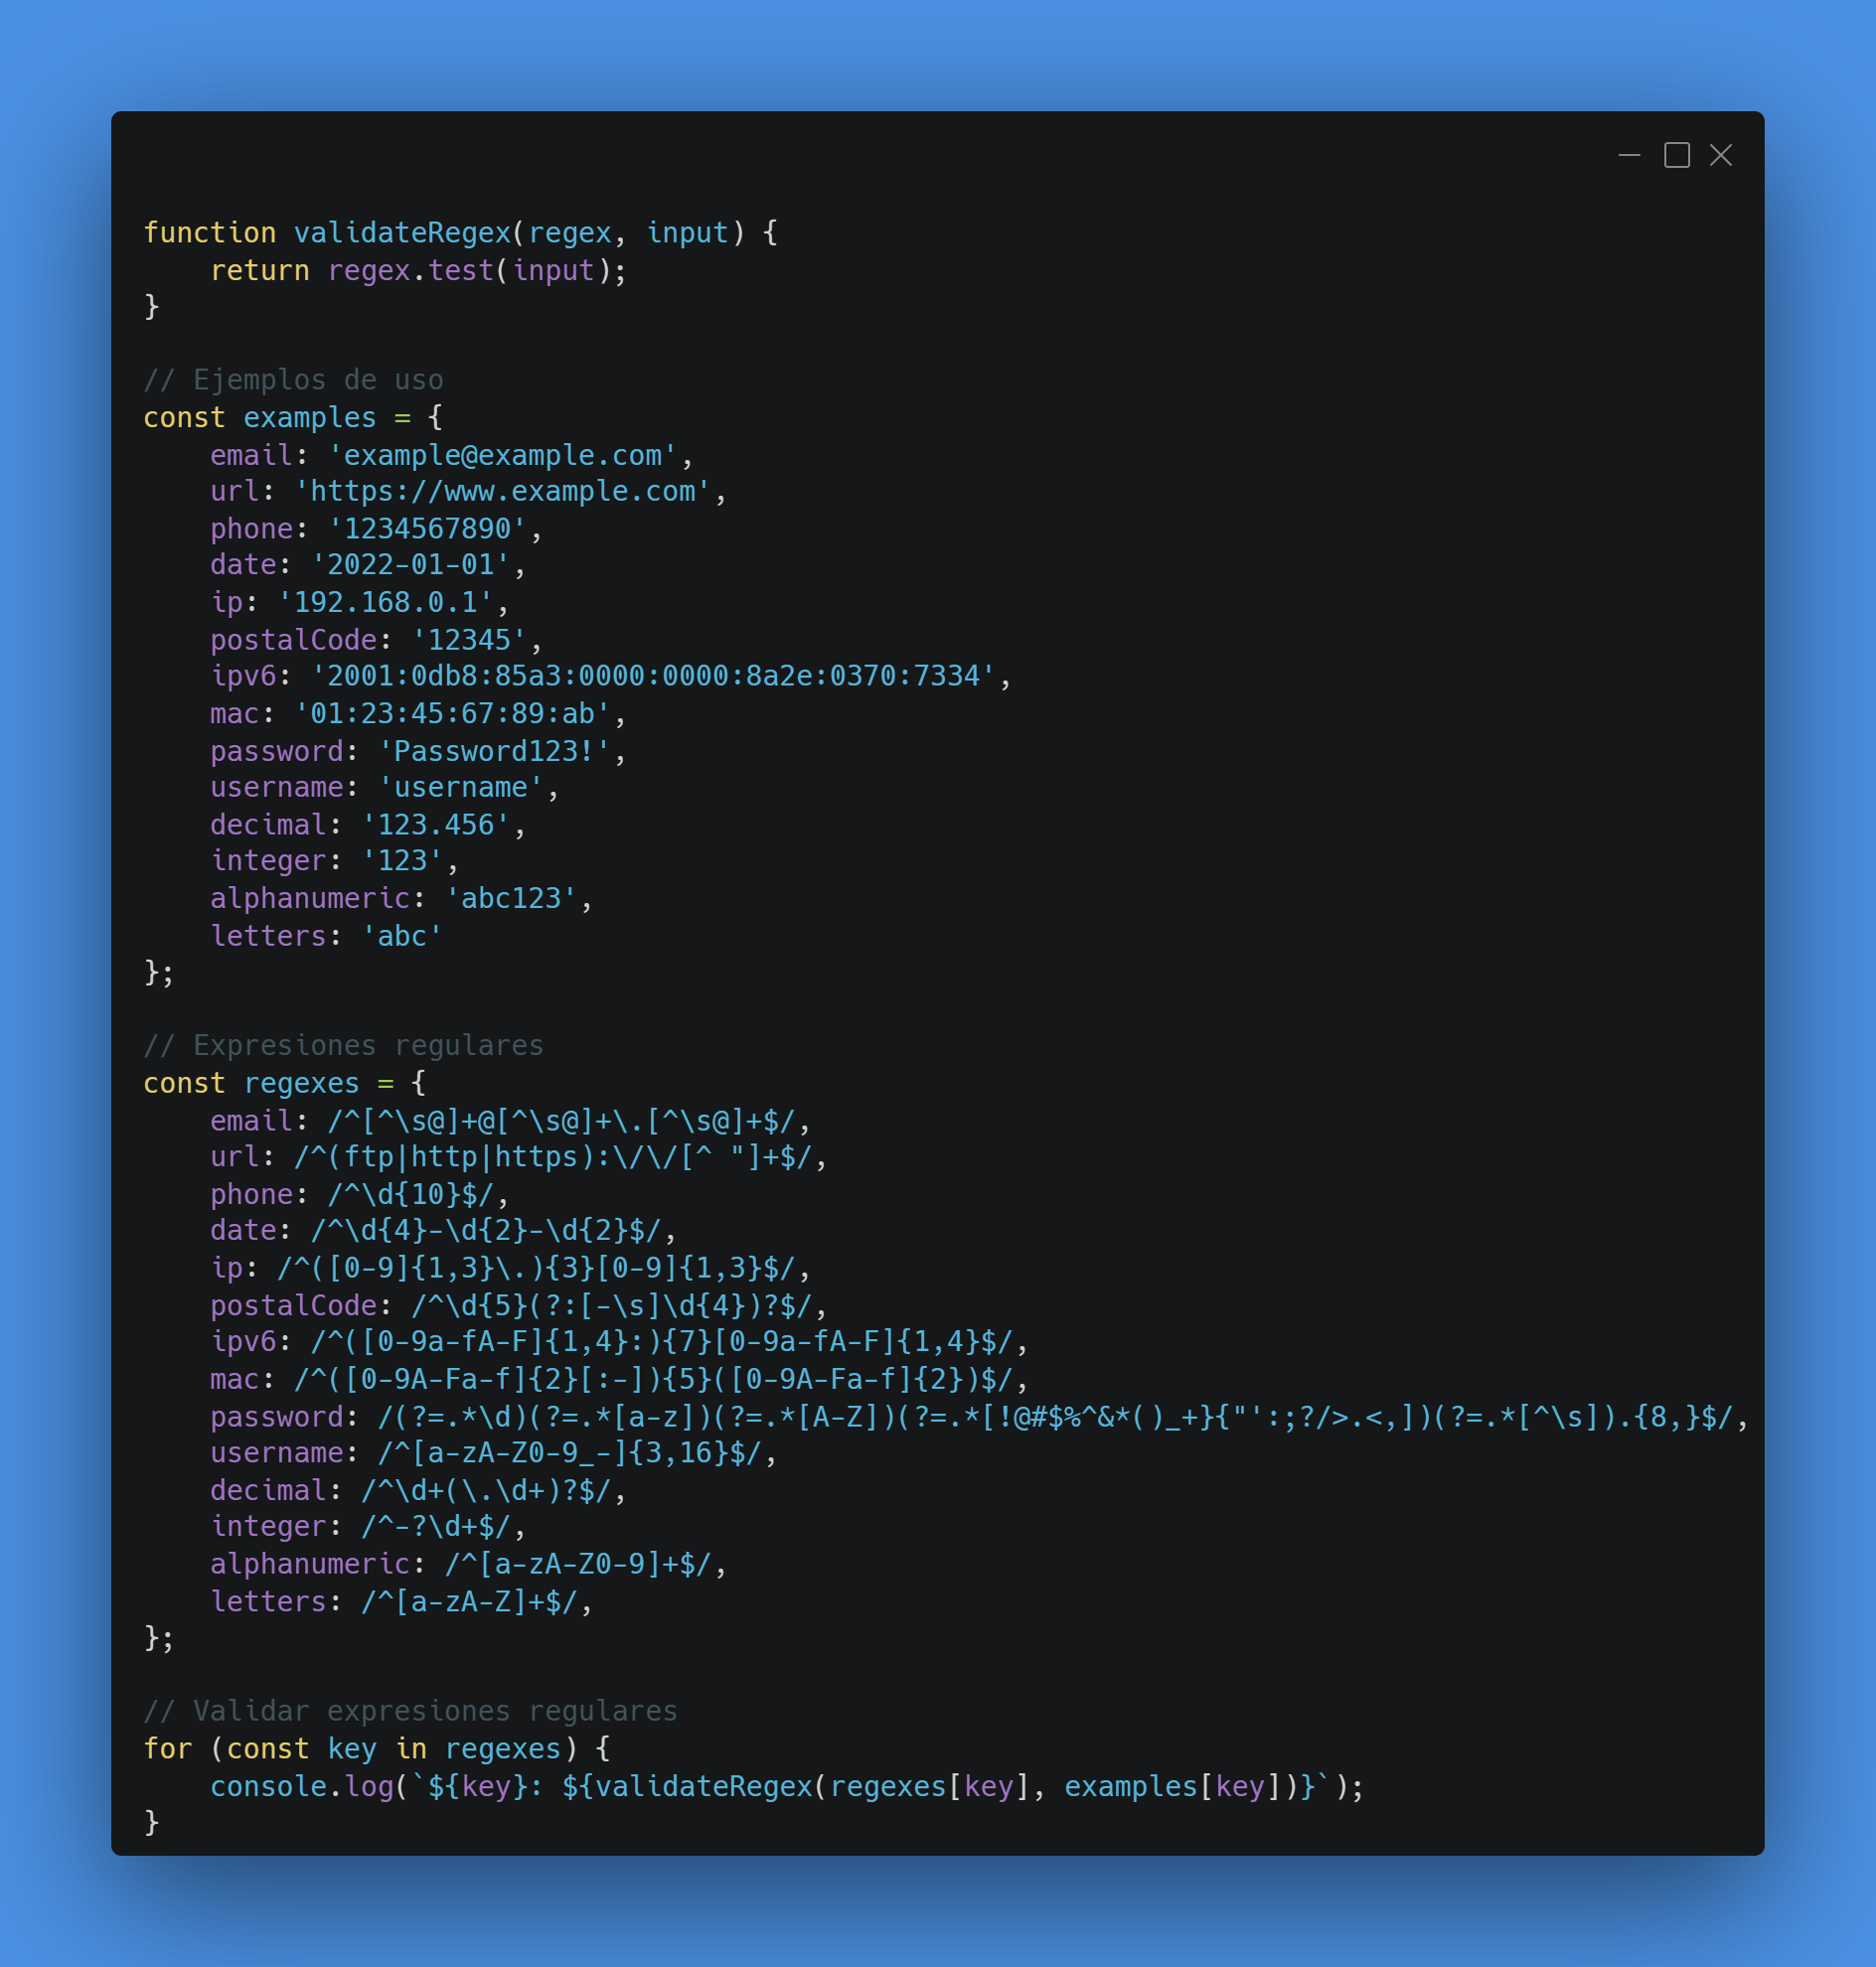 function validateRegex(regex, input) {
    return regex.test(input);
}

// Ejemplos de uso
const examples = {
    email: 'example@example.com',
    url: 'https://www.example.com',
    phone: '1234567890',
    date: '2022-01-01',
    ip: '192.168.0.1',
    postalCode: '12345',
    ipv6: '2001:0db8:85a3:0000:0000:8a2e:0370:7334',
    mac: '01:23:45:67:89:ab',
    password: 'Password123!',
    username: 'username',
    decimal: '123.456',
    integer: '123',
    alphanumeric: 'abc123',
    letters: 'abc'
};

// Expresiones regulares
const regexes = {
    email: /^[^\s@]+@[^\s@]+\.[^\s@]+$/,
    url: /^(ftp|http|https):\/\/[^ "]+$/,
    phone: /^\d{10}$/,
    date: /^\d{4}-\d{2}-\d{2}$/,
    ip: /^([0-9]{1,3}\.){3}[0-9]{1,3}$/,
    postalCode: /^\d{5}(?:[-\s]\d{4})?$/,
    ipv6: /^([0-9a-fA-F]{1,4}:){7}[0-9a-fA-F]{1,4}$/,
    mac: /^([0-9A-Fa-f]{2}[:-]){5}([0-9A-Fa-f]{2})$/,
    password: /(?=.*\d)(?=.*[a-z])(?=.*[A-Z])(?=.*[!@#$%^&*()_+}{"':;?/>.<,])(?=.*[^\s]).{8,}$/,
    username: /^[a-zA-Z0-9_-]{3,16}$/,
    decimal: /^\d+(\.\d+)?$/,
    integer: /^-?\d+$/,
    alphanumeric: /^[a-zA-Z0-9]+$/,
    letters: /^[a-zA-Z]+$/,
};

// Validar expresiones regulares
for (const key in regexes) {
    console.log(`${key}: ${validateRegex(regexes[key], examples[key])}`);
}